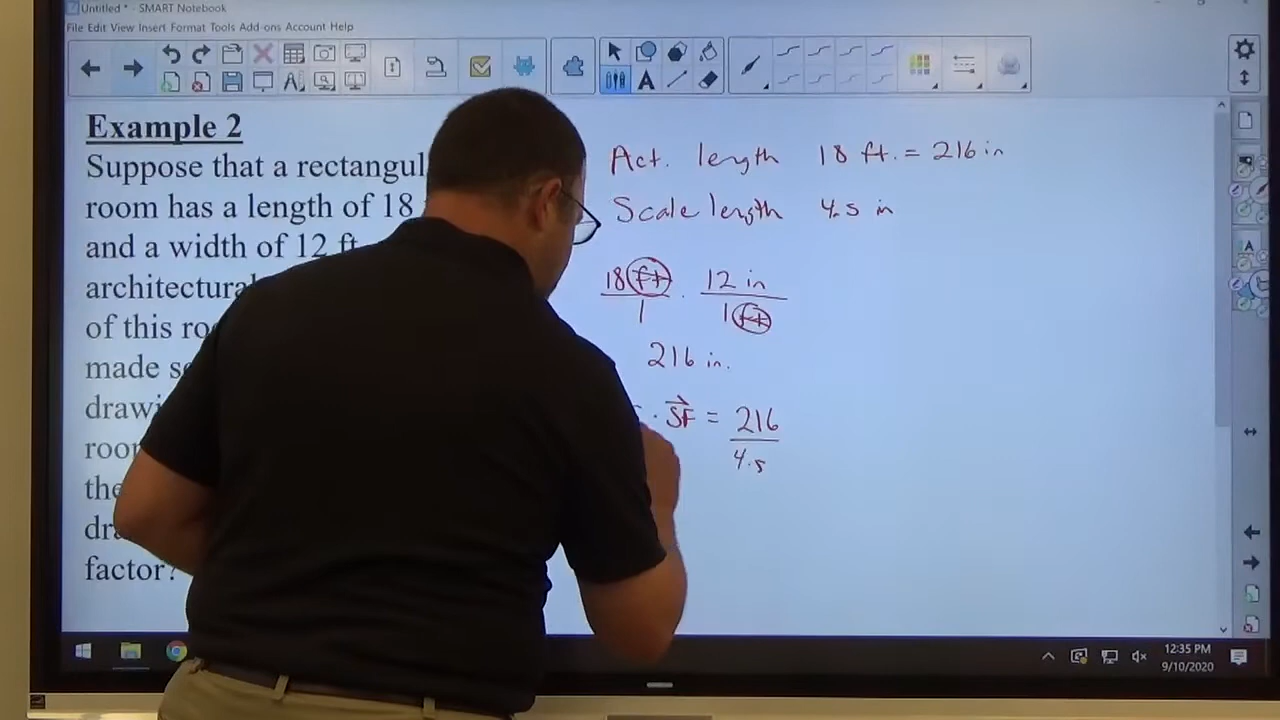 Untitled * - SMART Notebook
File Edit View Insert Format Tools Add-ons Account Help
Example 2
Suppose that a rectangul
room has a length of 18
and a width of 12 ft
architectural
of this ro
made s
drawi
room
the
dr
factor?
Act. length 18 ft. = 216 in
Scale length 4.5 in
18 ft · 12 in
1 1 ft
216 in.
· SF = 216
4.5
12:35 PM
9/10/2020